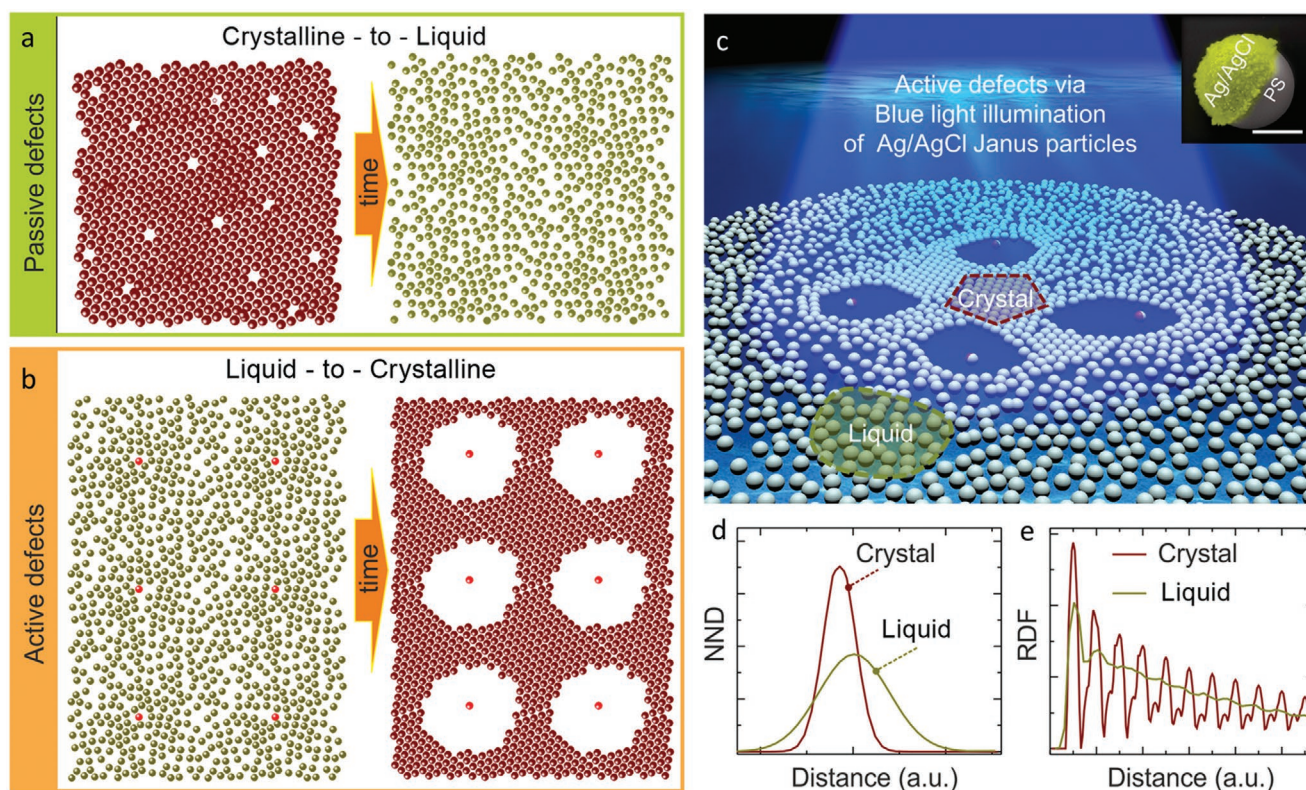 a
Crystalline - to - Liquid
Passive defects
time
b
Liquid - to - Crystalline
Active defects
time
c
Active defects via
Blue light illumination
of Ag/AgCl Janus particles
Ag/AgCl
PS
Crystal
Liquid
d
NND
Crystal
Liquid
Distance (a.u.)
e
RDF
Crystal
Liquid
Distance (a.u.)